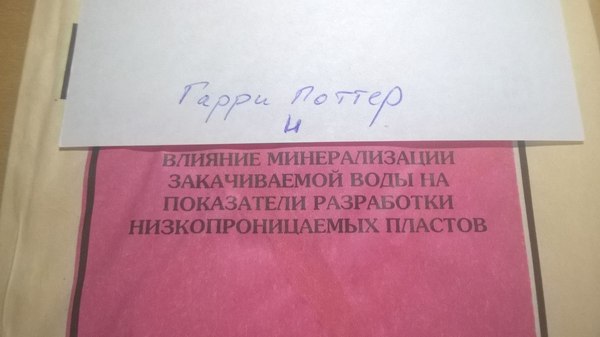 Гарри Поттер
и
ВЛИЯНИЕ МИНЕРАЛИЗАЦИИ
ЗАКАЧИВАЕМОЙ ВОДЫ НА
ПОКАЗАТЕЛИ РАЗРАБОТКИ
НИЗКОПРОНИЦАЕМЫХ ПЛАСТОВ